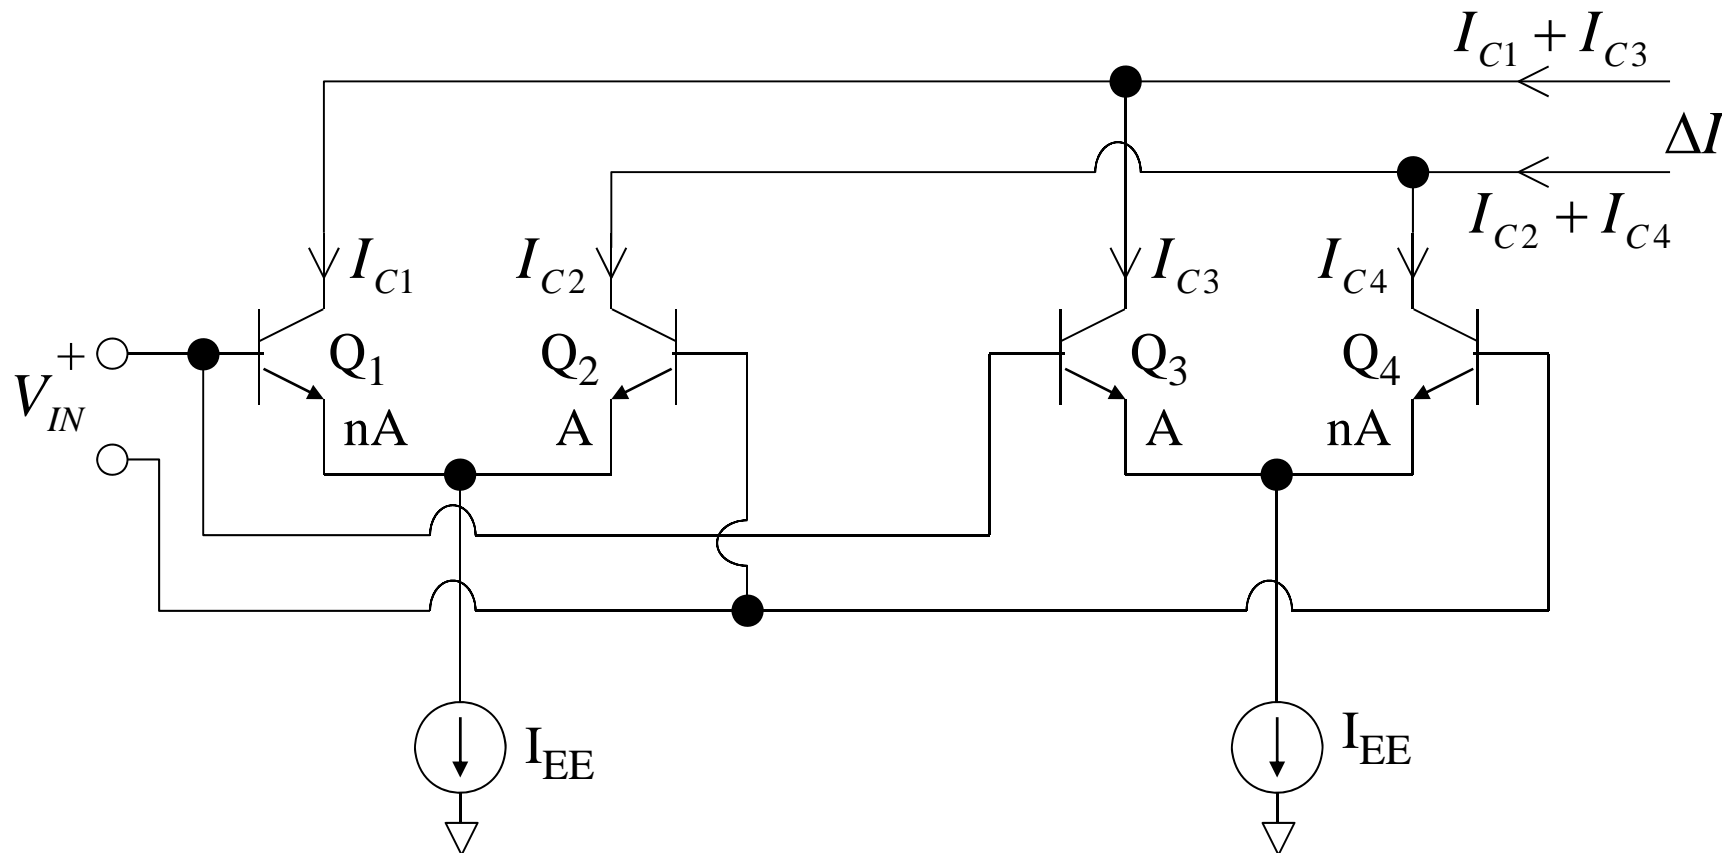 I_{C1} + I_{C3}
ΔI
I_{C2} + I_{C4}
I_{C1}
I_{C2}
I_{C3}
I_{C4}
+
V_{IN}
Q_1
Q_2
Q_3
Q_4
nA
A
A
nA
I_{EE}
I_{EE}